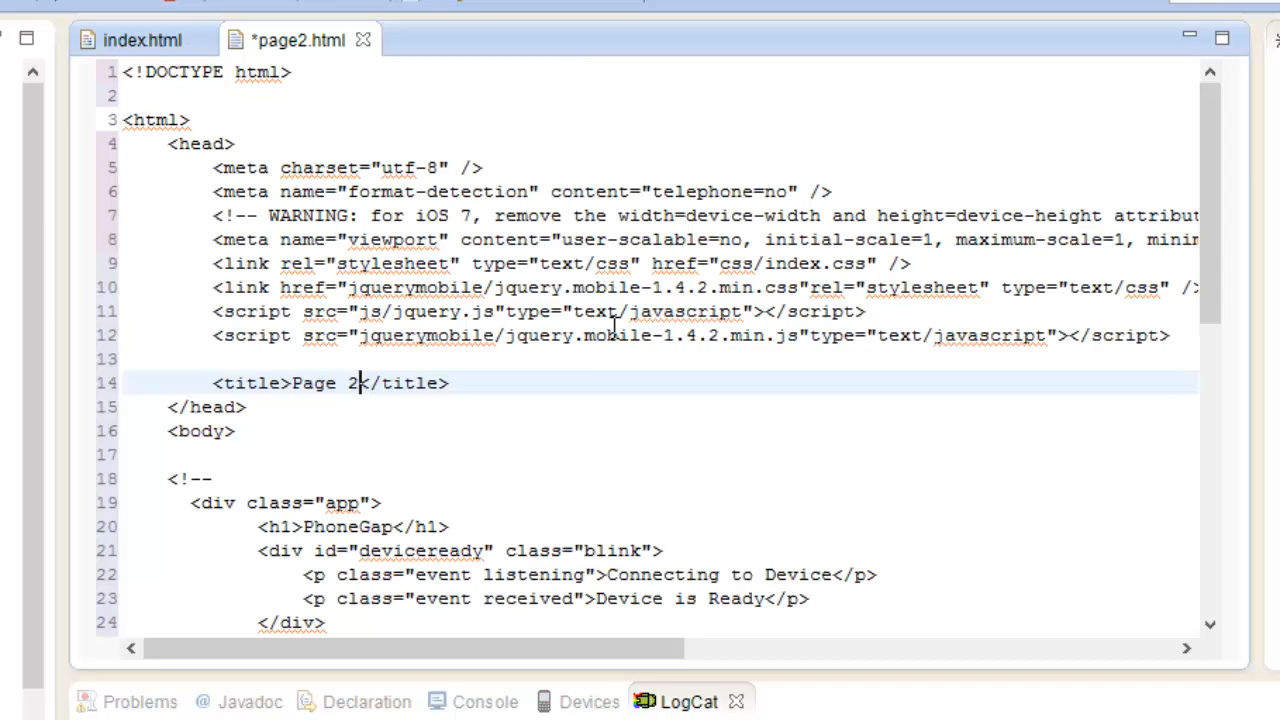 index.html *page2.html
1 <!DOCTYPE html>
2
3 <html>
4 <head>
5 <meta charset="utf-8" />
6 <meta name="format-detection" content="telephone=no" />
7 <!-- WARNING: for iOS 7, remove the width=device-width and height=device-height attribut
8 <meta name="viewport" content="user-scalable=no, initial-scale=1, maximum-scale=1, minim
9 <link rel="stylesheet" type="text/css" href="css/index.css" />
10 <link href="jquerymobile/jquery.mobile-1.4.2.min.css"rel="stylesheet" type="text/css" />
11 <script src="js/jquery.js"type="text/javascript"></script>
12 <script src="jquerymobile/jquery.mobile-1.4.2.min.js"type="text/javascript"></script>
13
14 <title>Page 2</title>
15 </head>
16 <body>
17
18 <!--
19 <div class="app">
20 <h1>PhoneGap</h1>
21 <div id="deviceready" class="blink">
22 <p class="event listening">Connecting to Device</p>
23 <p class="event received">Device is Ready</p>
24 </div>
Problems @ Javadoc Declaration Console Devices LogCat